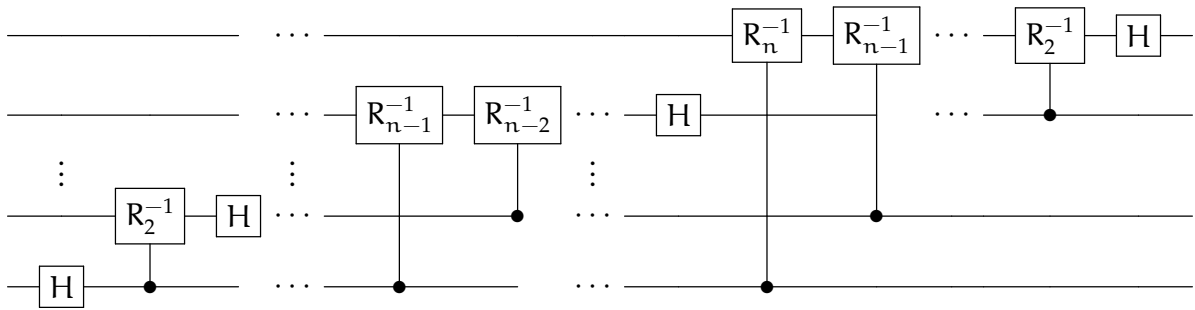 ··· R_n^{-1} R_{n-1}^{-1} ··· R_2^{-1} H
··· R_{n-1}^{-1} R_{n-2}^{-1} ··· H ···
⋮ ⋮ ⋮
R_2^{-1} H ··· ···
H ··· ···